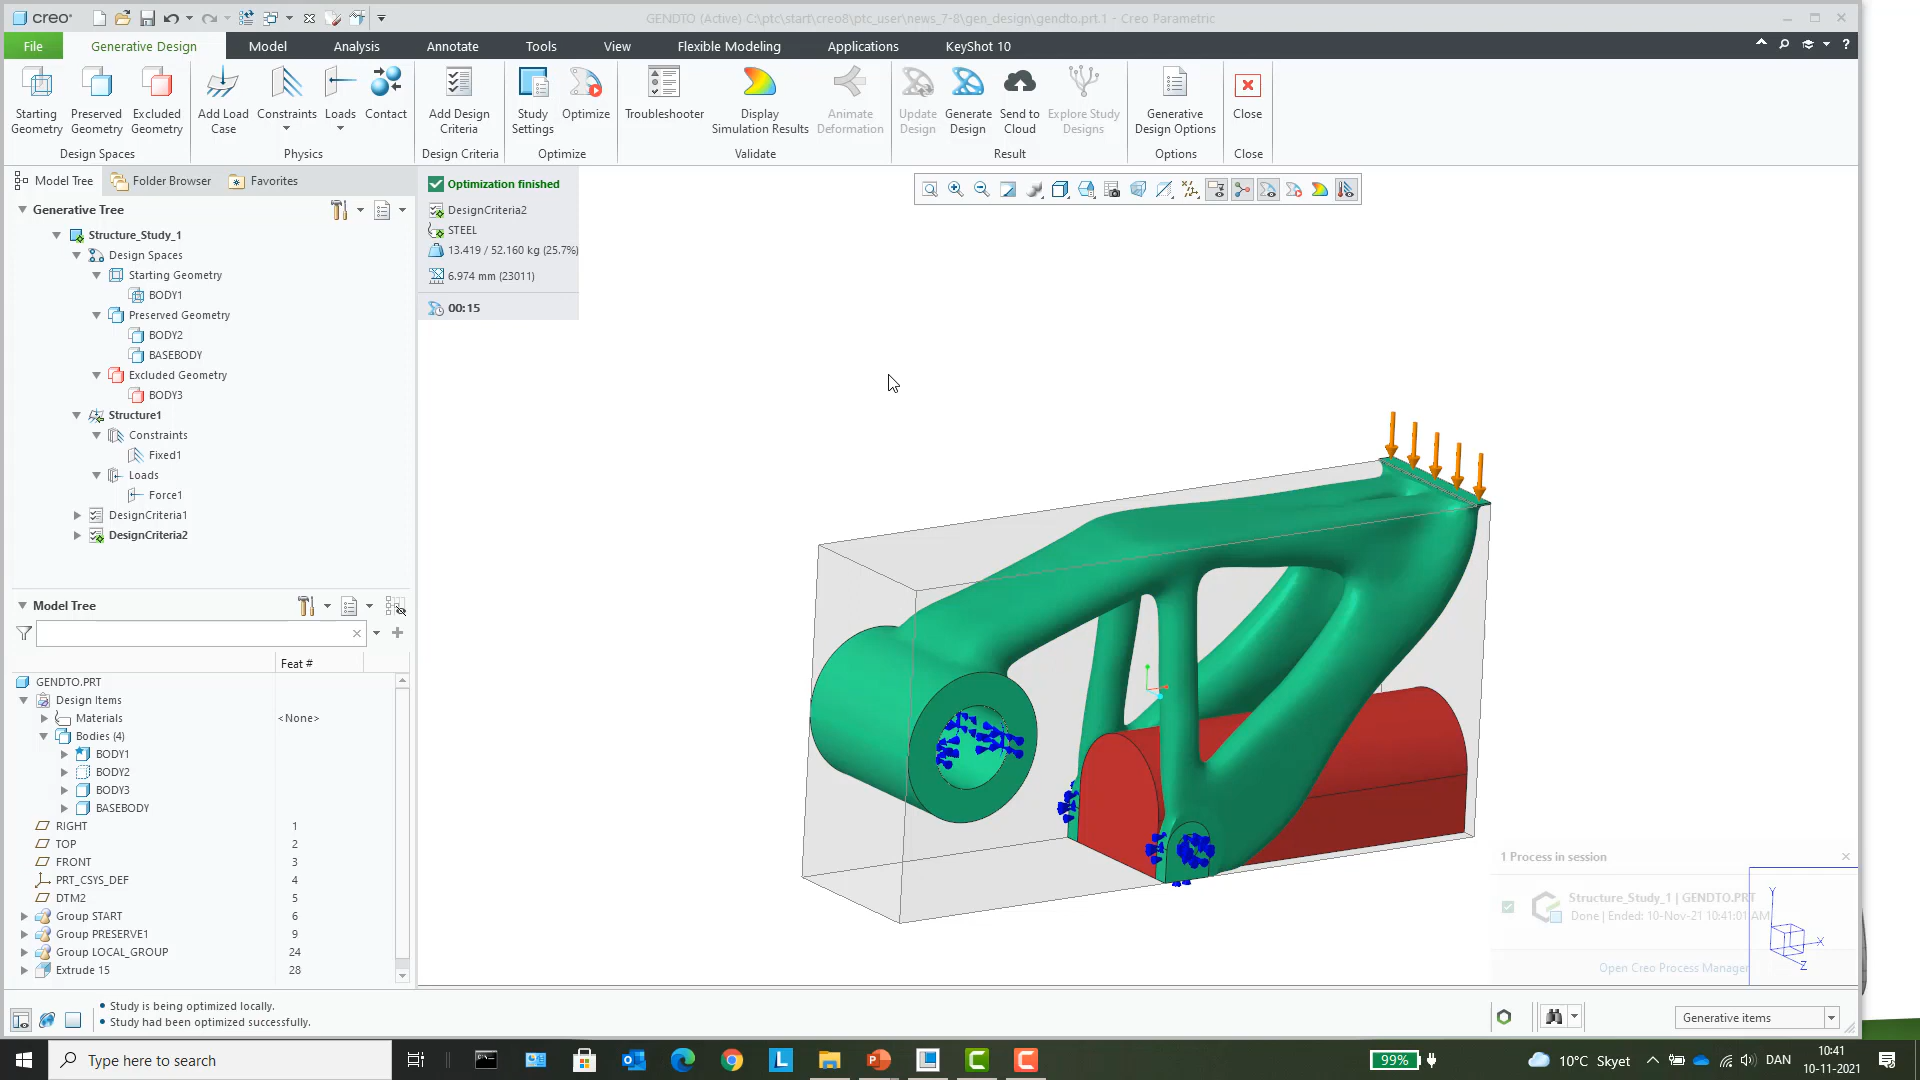 creo
GENDTO (Active) C:\ptc\start\creo8\ptc_user\news_7-8\gen_design\gendto.prt.1 - Creo Parametric
File
Generative Design
Model
Analysis
Annotate
Tools
View
Flexible Modeling
Applications
KeyShot 10
Starting Geometry
Preserved Geometry
Excluded Geometry
Add Load Case
Constraints
Loads
Contact
Add Design Criteria
Study Settings
Optimize
Troubleshooter
Display Simulation Results
Animate Deformation
Update Design
Generate Design
Send to Cloud
Explore Study Designs
Generative Design Options
Close
Design Spaces
Physics
Design Criteria
Optimize
Validate
Result
Options
Close
Model Tree
Folder Browser
Favorites
Generative Tree
Structure_Study_1
Design Spaces
Starting Geometry
BODY1
Preserved Geometry
BODY2
BASEBODY
Excluded Geometry
BODY3
Structure1
Constraints
Fixed1
Loads
Force1
DesignCriteria1
DesignCriteria2
Optimization finished
DesignCriteria2
STEEL
13.419 / 52.160 kg (25.7%)
6.974 mm (23011)
00:15
Model Tree
Feat #
GENDTO.PRT
Design Items
Materials <None>
Bodies (4)
BODY1
BODY2
BODY3
BASEBODY
RIGHT 1
TOP 2
FRONT 3
PRT_CSYS_DEF 4
DTM2 5
Group START 6
Group PRESERVE1 9
Group LOCAL_GROUP 24
Extrude 15 28
1 Process in session
Structure_Study_1 | GENDTO.PRT
Done | Ended: 10-Nov-21 10:41:01 AM
Open Creo Process Manager
Y
X
Z
• Study is being optimized locally.
• Study had been optimized successfully.
Generative items
Type here to search
99%
10°C Skyet
DAN
10:41
10-11-2021